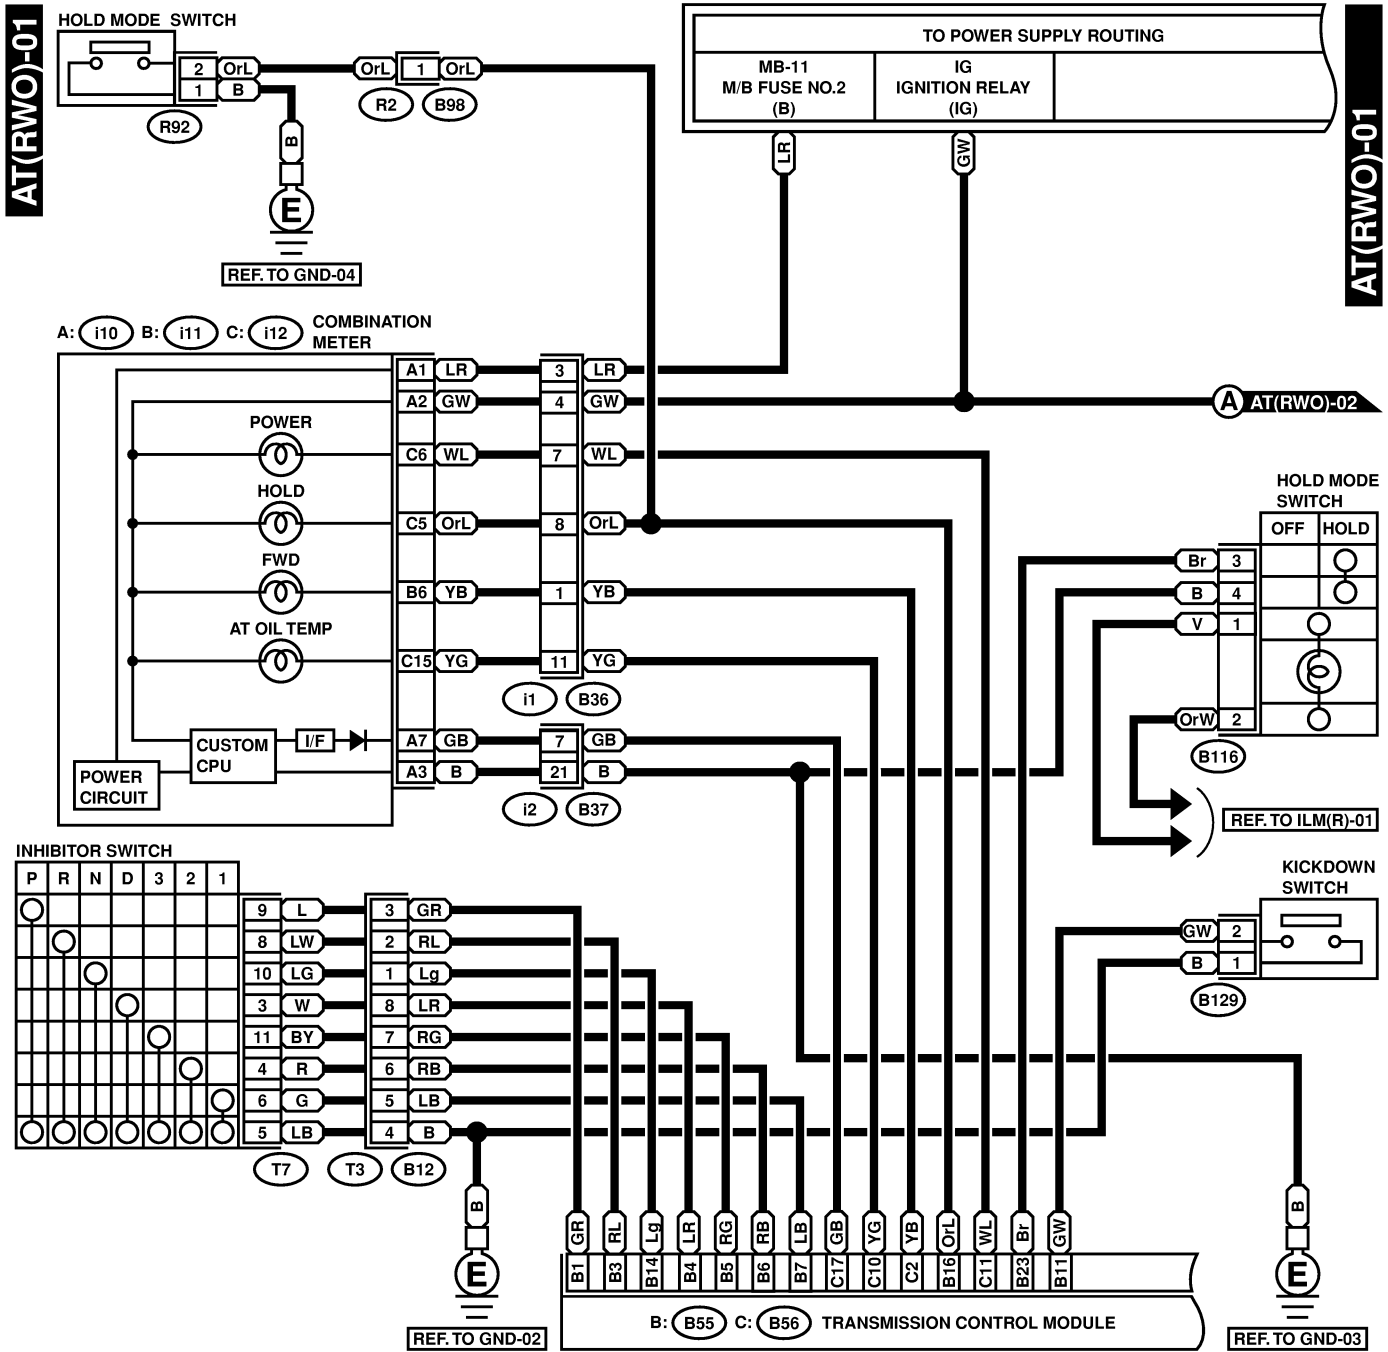 AT(RWO)-01
HOLD MODE SWITCH
2 OrL OrL 1 OrL
1 B
R92
R2 B98
B
E
REF. TO GND-04
TO POWER SUPPLY ROUTING
MB-11
M/B FUSE NO.2
(B)
IG
IGNITION RELAY
(IG)
LR
GW
AT(RWO)-01
A: i10 B: i11 C: i12 COMBINATION
METER
A1 LR 3 LR
A2 GW 4 GW
A AT(RWO)-02
POWER
C6 WL 7 WL
HOLD
C5 OrL 8 OrL
FWD
B6 YB 1 YB
AT OIL TEMP
C15 YG 11 YG
i1 B36
CUSTOM
CPU
I/F
A7 GB 7 GB
A3 B 21 B
POWER
CIRCUIT
i2 B37
HOLD MODE
SWITCH
OFF HOLD
Br 3
B 4
V 1
OrW 2
B116
REF. TO ILM(R)-01
KICKDOWN
SWITCH
GW 2
B 1
B129
INHIBITOR SWITCH
P R N D 3 2 1
9 L 3 GR
8 LW 2 RL
10 LG 1 Lg
3 W 8 LR
11 BY 7 RG
4 R 6 RB
6 G 5 LB
5 LB 4 B
T7 T3 B12
B
E
REF. TO GND-02
GR RL Lg LR RG RB LB GB YG YB OrL WL Br GW
B1 B3 B14 B4 B5 B6 B7 C17 C10 C2 B16 C11 B23 B11
B: B55 C: B56 TRANSMISSION CONTROL MODULE
B
E
REF. TO GND-03